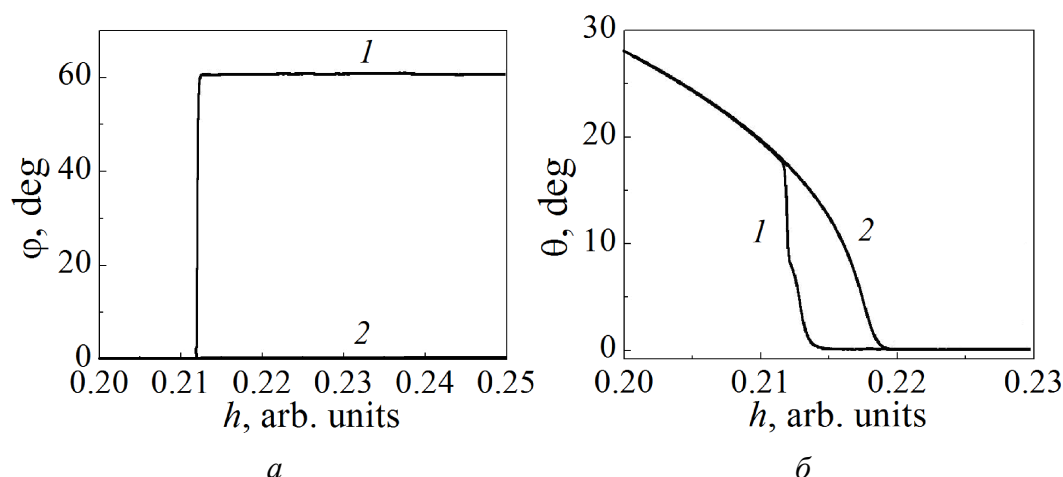 60
40
20
0
φ, deg
1
2
0.20 0.21 0.22 0.23 0.24 0.25
h, arb. units
а
30
20
10
0
θ, deg
1
2
0.20 0.21 0.22 0.23
h, arb. units
б